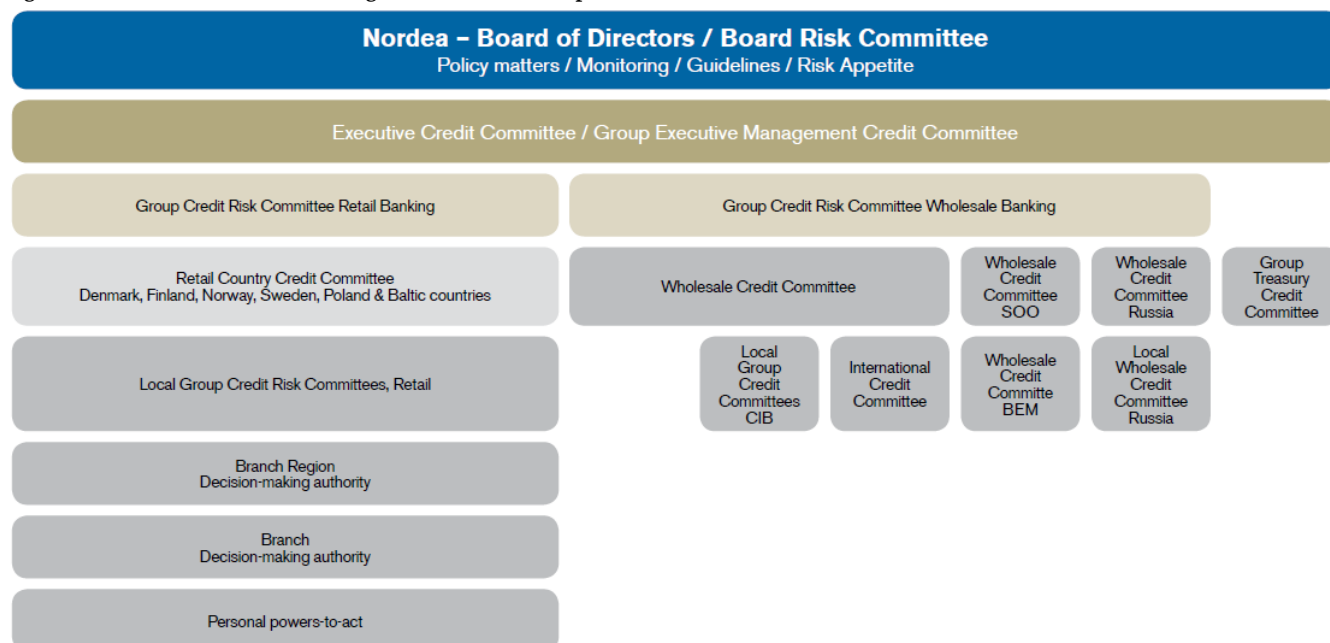 Nordea – Board of Directors / Board Risk Committee
Policy matters / Monitoring / Guidelines / Risk Appetite
Executive Credit Committee / Group Executive Management Credit Committee
Group Credit Risk Committee Retail Banking
Group Credit Risk Committee Wholesale Banking
Retail Country Credit Committee
Denmark, Finland, Norway, Sweden, Poland & Baltic countries
Wholesale Credit Committee
Wholesale
Credit
Committee
SOO
Wholesale
Credit
Committee
Russia
Group
Treasury
Credit
Committee
Local Group Credit Risk Committees, Retail
Local
Group
Credit
Committees
CIB
International
Credit
Committee
Wholesale
Credit
Committe
BEM
Local
Wholesale
Credit
Committee
Russia
Branch Region
Decision-making authority
Branch
Decision-making authority
Personal powers-to-act